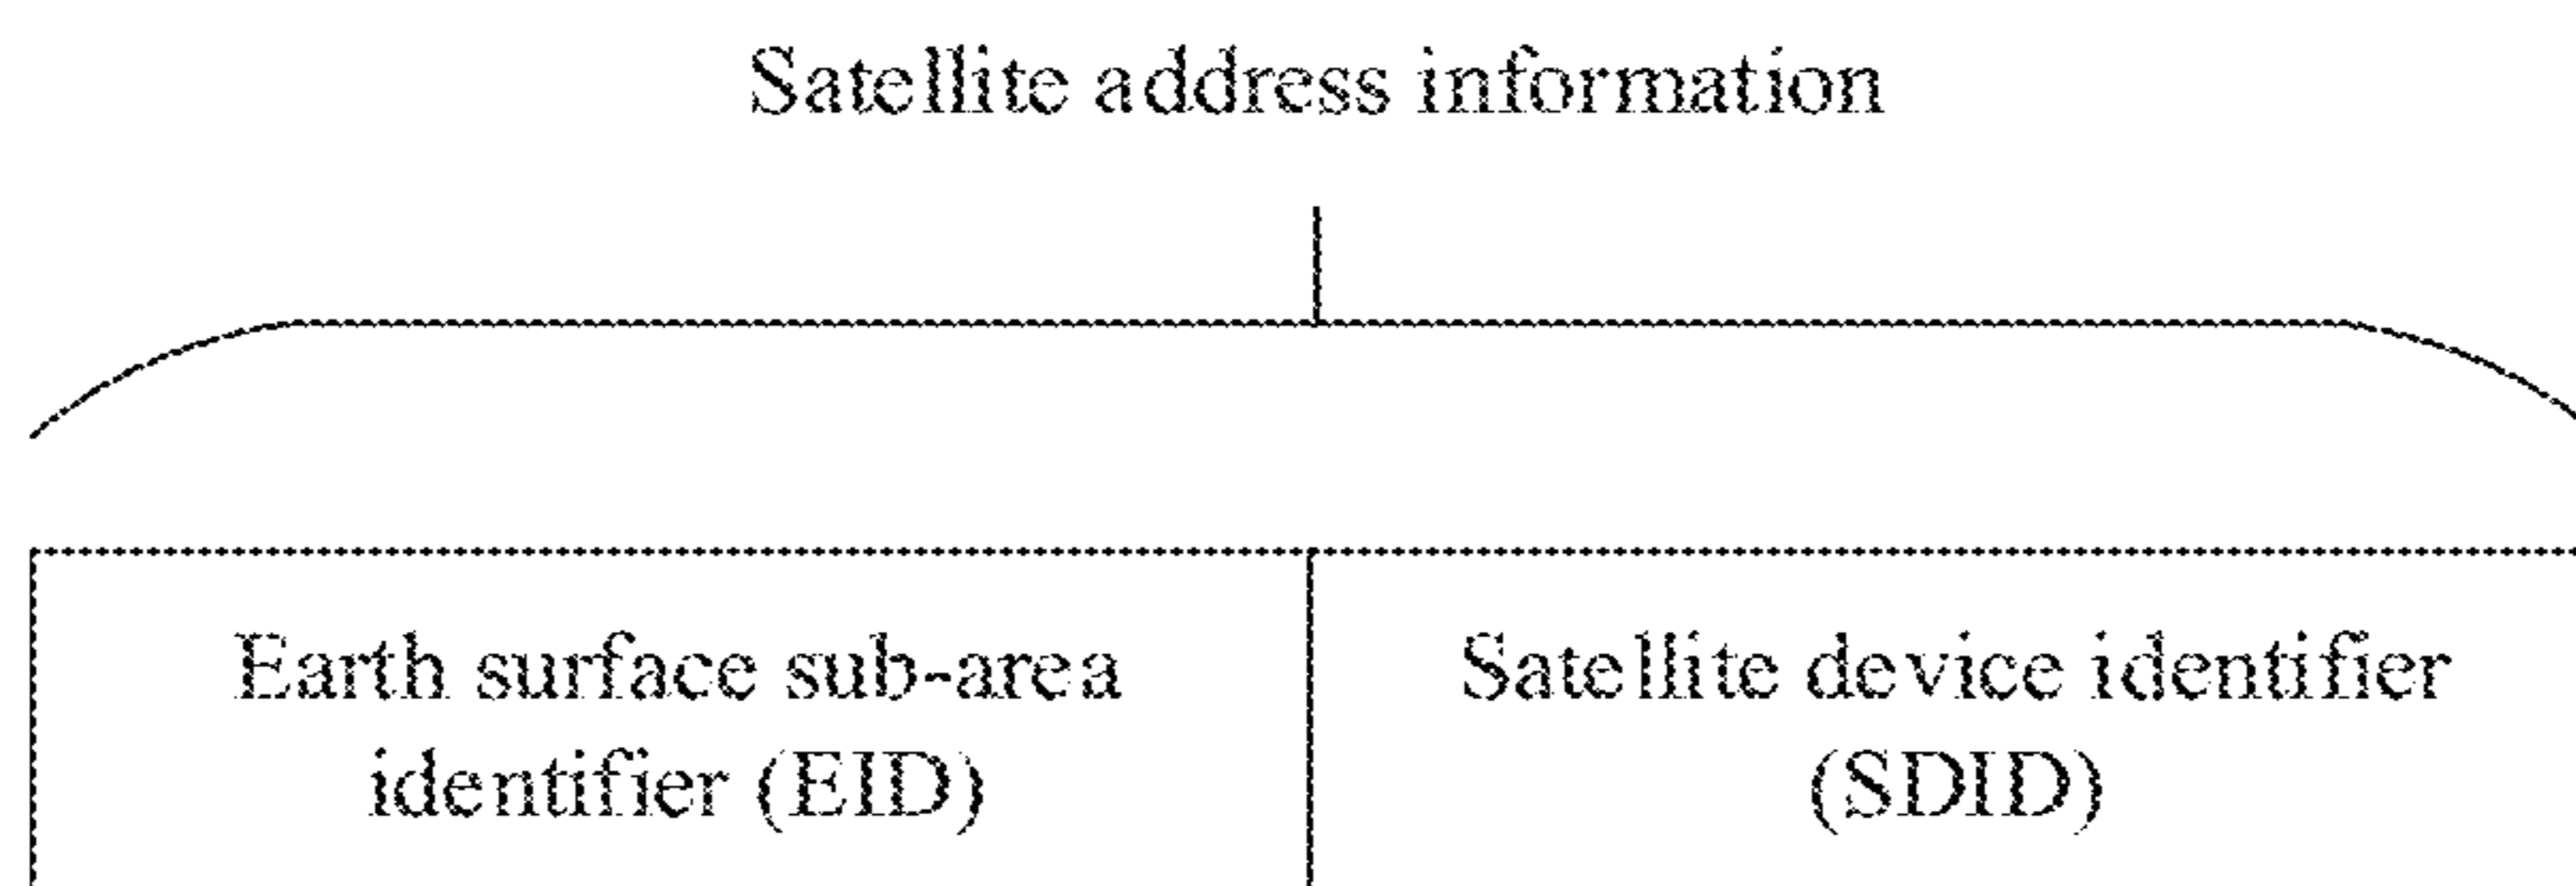 Satellite address information
Earth surface sub-area
identifier (EID)
Satellite device identifier
(SDID)